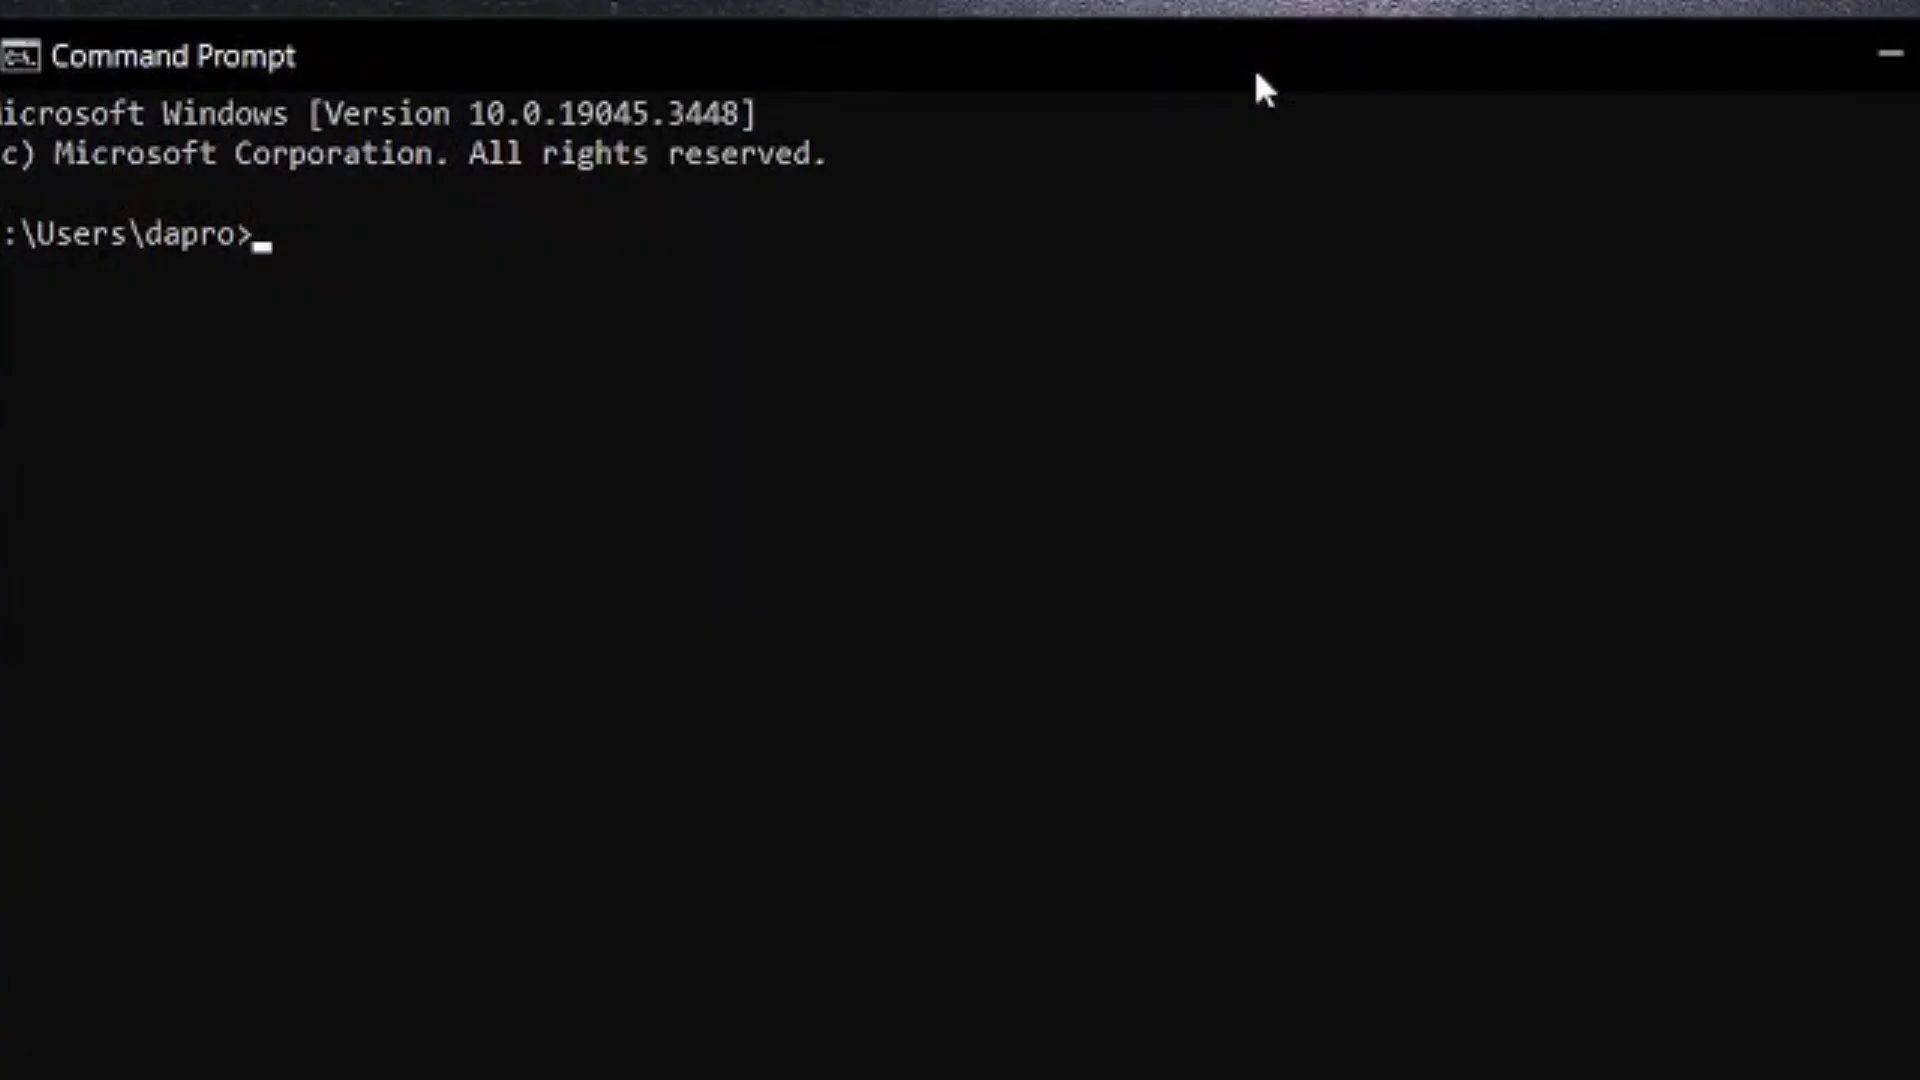 Command Prompt
icrosoft Windows [Version 10.0.19045.3448]
c) Microsoft Corporation. All rights reserved.
:\Users\dapro>